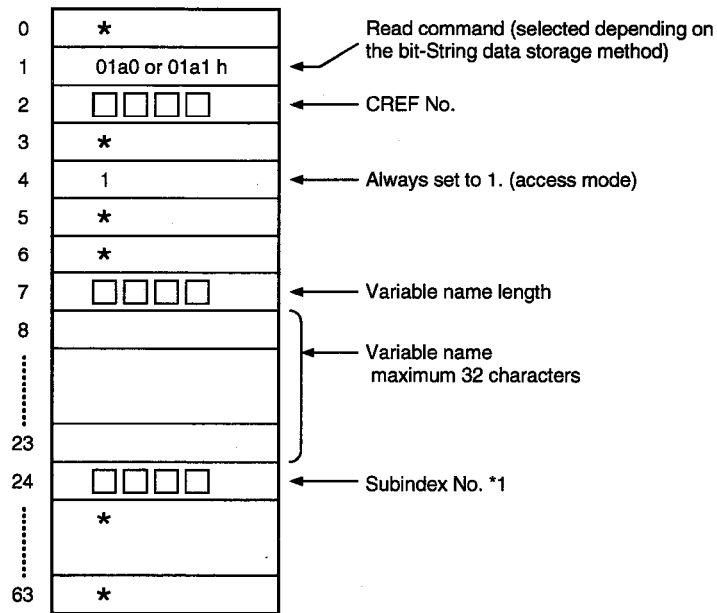 0 *
Read command (selected depending on
the bit-String data storage method)
1 01a0 or 01a1 h
2 □□□□ CREF No.
3 *
4 1 Always set to 1. (access mode)
5 *
6 *
7 □□□□ Variable name length
8
Variable name
maximum 32 characters
23
24 □□□□ Subindex No. *1
*
63 *